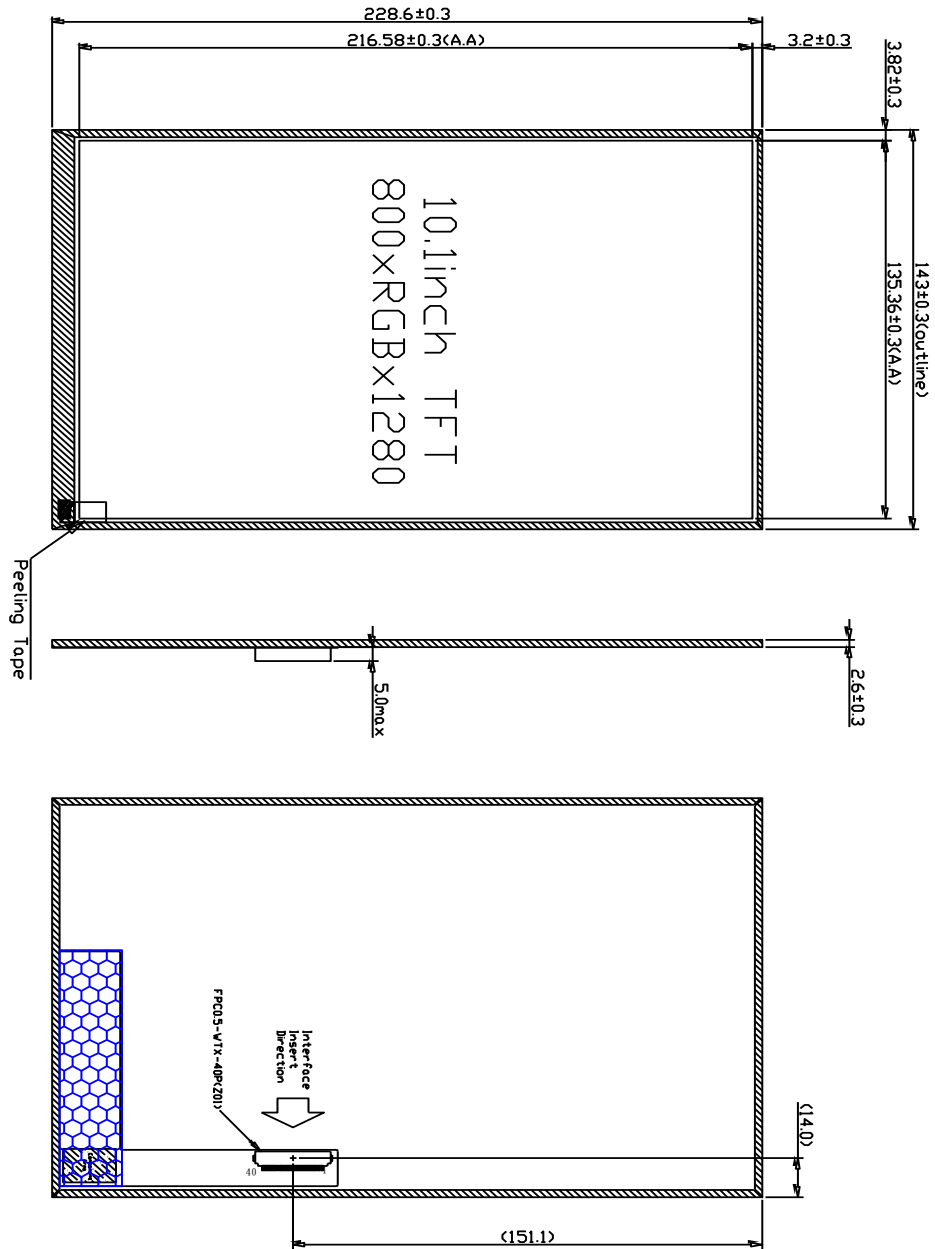 228.6±0.3
216.58±0.3(A.A)
3.2±0.3
3.82±0.3
143±0.3(outline)
135.36±0.3(A.A)
10.1inch TFT
800xRGBx1280
Peeling Tape
5.0max
2.6±0.3
FPC0.5-WTX-40P(Z01)
Interface
Insert
Direction
40
1
(14.0)
(151.1)